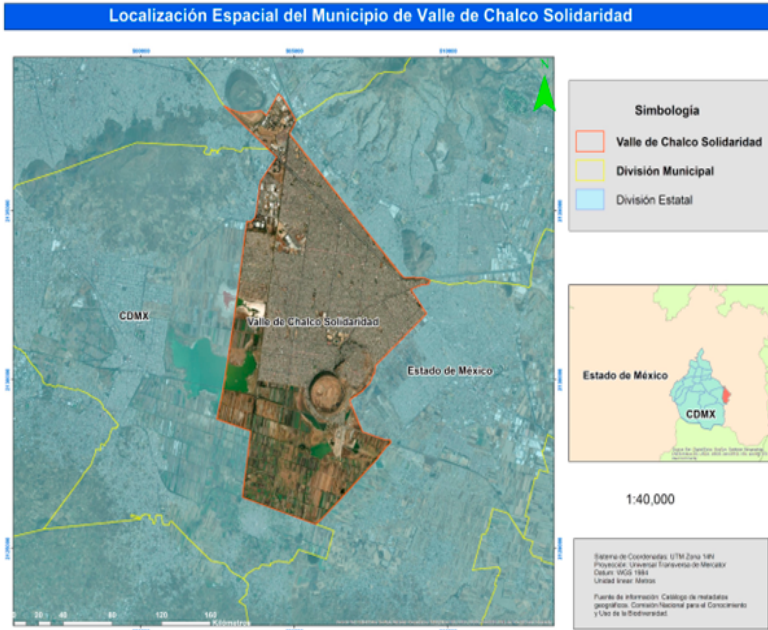 Localización Espacial del Municipio de Valle de Chalco Solidaridad
N
Simbología
Valle de Chalco Solidaridad
División Municipal
División Estatal
CDMX
Valle de Chalco Solidaridad
Estado de México
Estado de México
CDMX
1:40,000
Sistema de Coordenadas: UTM Zona 14N
Proyección: Universal Transversa de Mercator
Datum: WGS 1984
Unidad linear: Metros
Fuente de información: Catálogo de metadatos
geográficos. Comisión Nacional para el Conocimiento
y Uso de la Biodiversidad.
0 20 40 80 120 160
Kilómetros